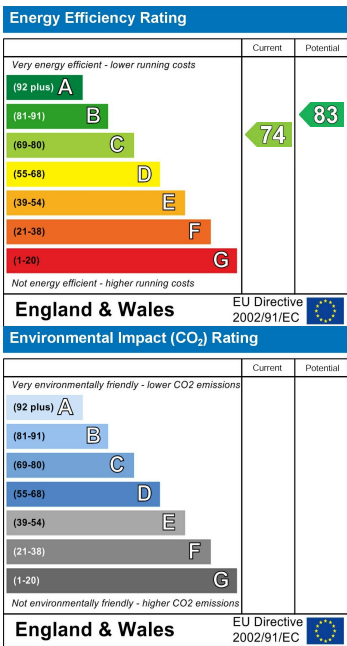 Energy Efficiency Rating
Current Potential
Very energy efficient - lower running costs
(92 plus) A
(81-91) B
(69-80) C
(55-68) D
(39-54) E
(21-38) F
(1-20) G
74
83
Not energy efficient - higher running costs
England & Wales
EU Directive
2002/91/EC
Environmental Impact (CO₂) Rating
Current Potential
Very environmentally friendly - lower CO2 emissions
(92 plus) A
(81-91) B
(69-80) C
(55-68) D
(39-54) E
(21-38) F
(1-20) G
Not environmentally friendly - higher CO2 emissions
England & Wales
EU Directive
2002/91/EC